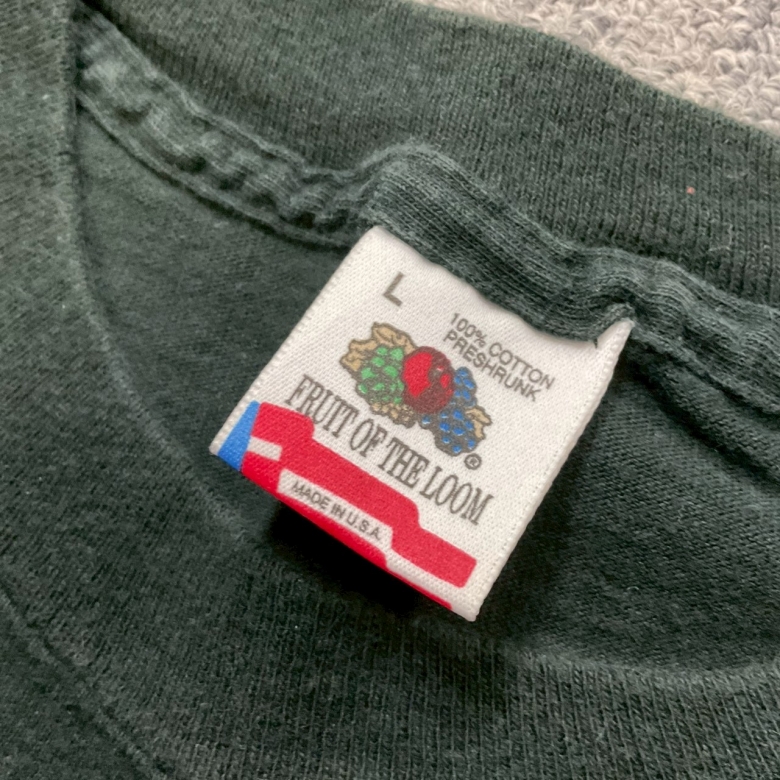 L
100% COTTON
PRESHRUNK
FRUIT OF THE LOOM
®
MADE IN U.S.A.